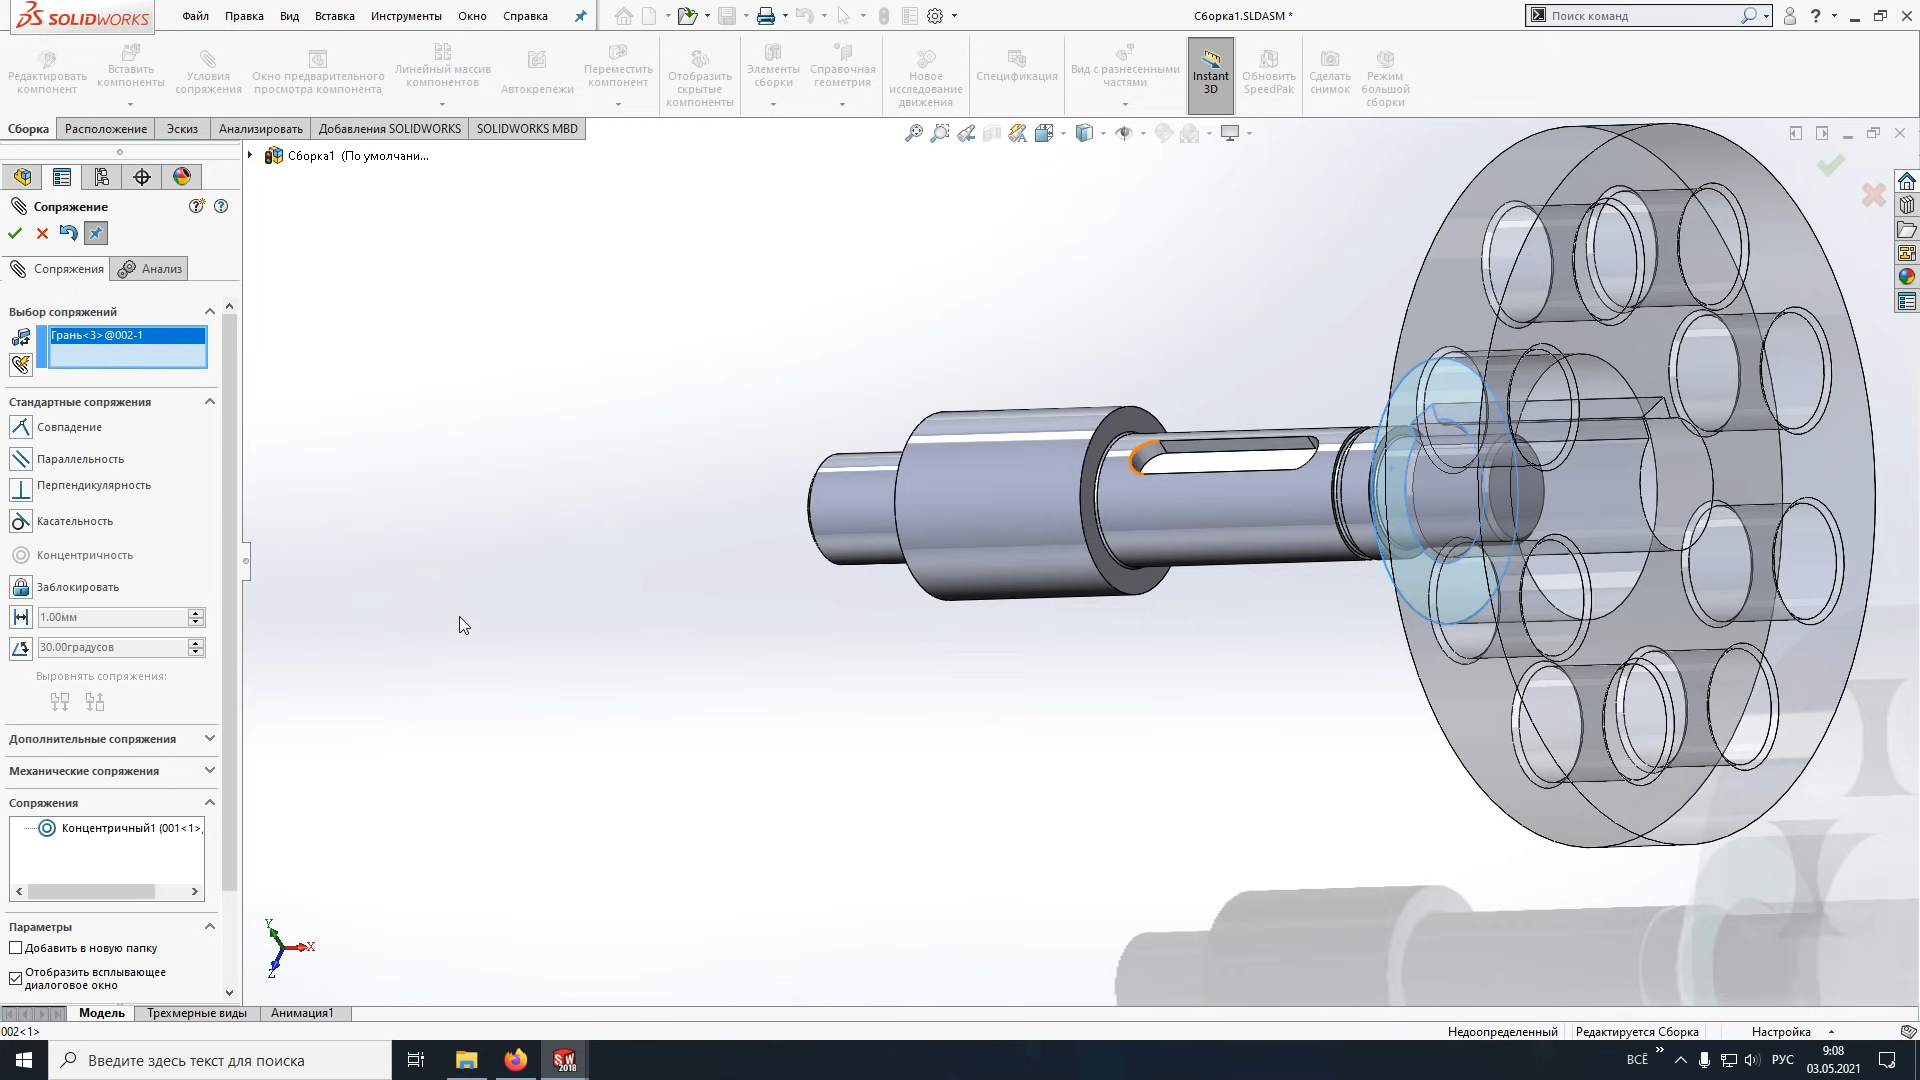 SOLIDWORKS
Файл
Правка
Вид
Вставка
Инструменты
Окно
Справка
Сборка1.SLDASM *
Поиск команд
Редактировать компонент
Вставить компоненты
Условия сопряжения
Окно предварительного просмотра компонента
Линейный массив компонентов
Автокрепежи
Переместить компонент
Отобразить скрытые компоненты
Элементы сборки
Справочная геометрия
Новое исследование движения
Спецификация
Вид с разнесенными частями
Instant 3D
Обновить SpeedPak
Сделать снимок
Режим большой сборки
Сборка
Расположение
Эскиз
Анализировать
Добавления SOLIDWORKS
SOLIDWORKS MBD
Сборка1 (По умолчани...
Сопряжение
Сопряжения
Анализ
Выбор сопряжений
Грань<3>@002-1
Стандартные сопряжения
Совпадение
Параллельность
Перпендикулярность
Касательность
Концентричность
Заблокировать
1.00мм
30.00градусов
Выровнять сопряжения:
Дополнительные сопряжения
Механические сопряжения
Сопряжения
Концентричный1 (001<1>,
Параметры
Добавить в новую папку
Отобразить всплывающее
диалоговое окно
Y
X
Z
Модель
Трехмерные виды
Анимация1
002<1>
Недоопределенный
Редактируется Сборка
Настройка
Введите здесь текст для поиска
SW 2018
ВСЁ
РУС
9:08
03.05.2021